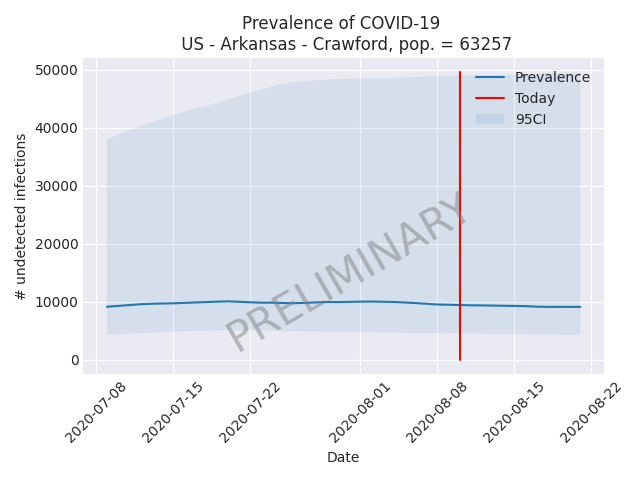 Prevalence of COVID-19
US - Arkansas - Crawford, pop. = 63257
50000
40000
30000
20000
10000
0
# undetected infections
Prevalence
Today
95CI
PRELIMINARY
2020-07-08
2020-07-15
2020-07-22
2020-08-01
2020-08-08
2020-08-15
2020-08-22
Date